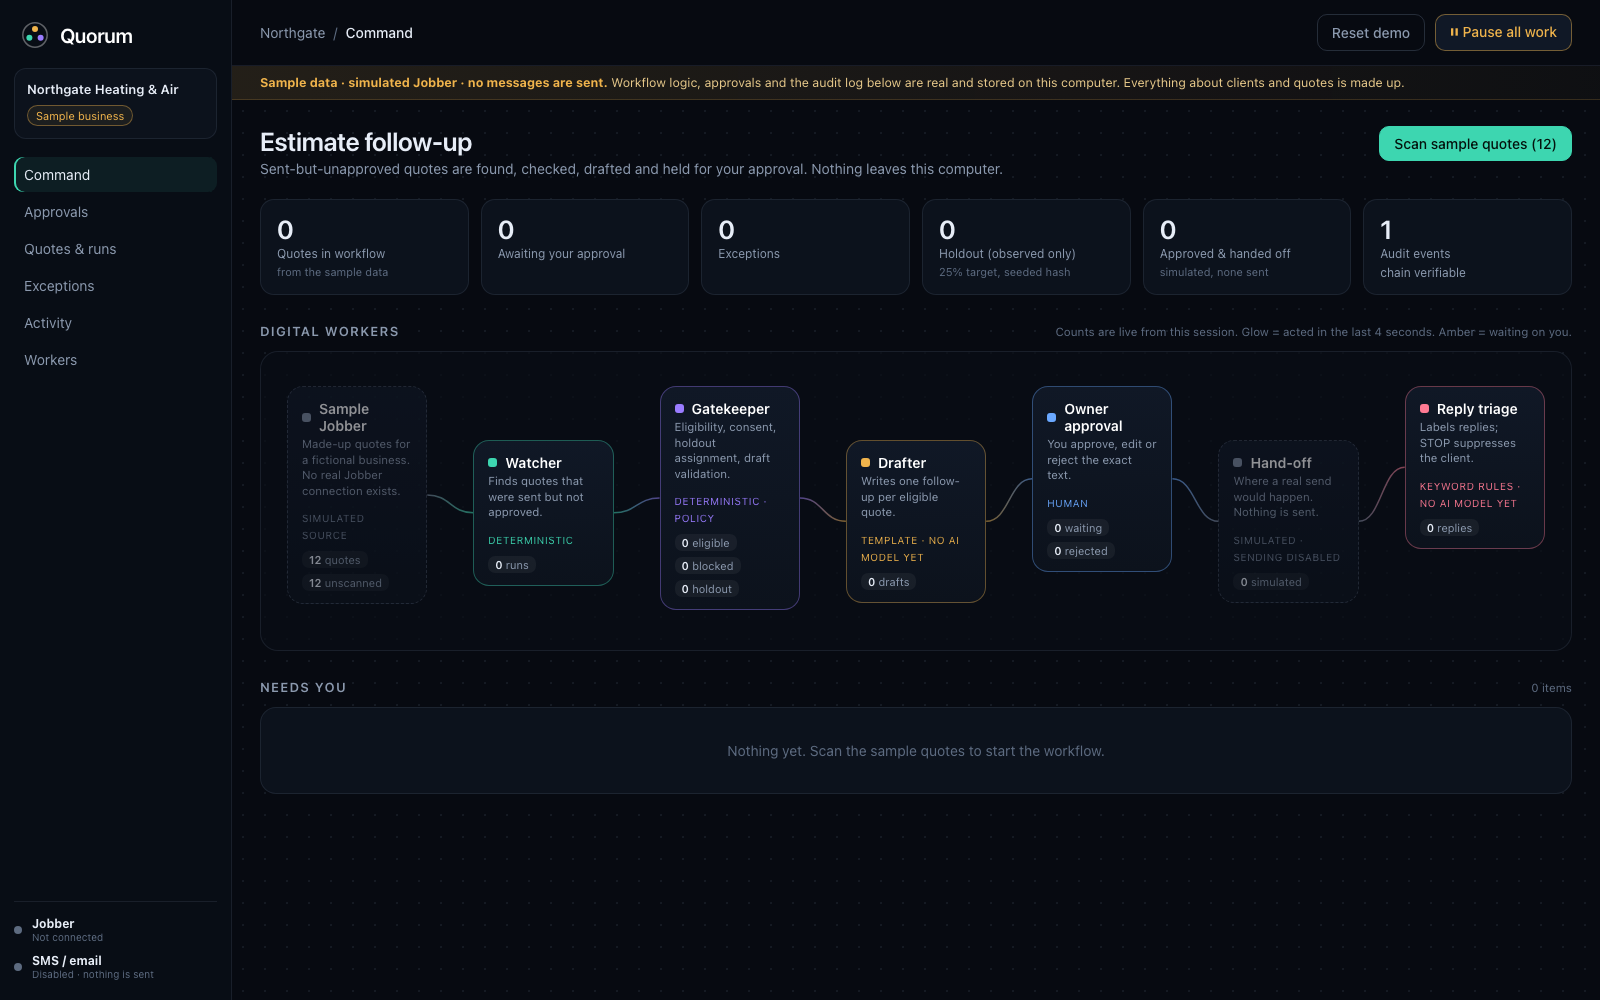 Quorum
Northgate Heating & Air
Sample business
Command
Approvals
Quotes & runs
Exceptions
Activity
Workers
Jobber
Not connected
SMS / email
Disabled · nothing is sent
Northgate / Command
Reset demo
Pause all work
Sample data · simulated Jobber · no messages are sent. Workflow logic, approvals and the audit log below are real and stored on this computer. Everything about clients and quotes is made up.
Estimate follow-up
Sent-but-unapproved quotes are found, checked, drafted and held for your approval. Nothing leaves this computer.
Scan sample quotes (12)
0
Quotes in workflow
from the sample data
0
Awaiting your approval
0
Exceptions
0
Holdout (observed only)
25% target, seeded hash
0
Approved & handed off
simulated, none sent
1
Audit events
chain verifiable
DIGITAL WORKERS
Counts are live from this session. Glow = acted in the last 4 seconds. Amber = waiting on you.
Sample
Jobber
Made-up quotes for
a fictional business.
No real Jobber
connection exists.
SIMULATED
SOURCE
12 quotes
12 unscanned
Watcher
Finds quotes that
were sent but not
approved.
DETERMINISTIC
0 runs
Gatekeeper
Eligibility, consent,
holdout
assignment, draft
validation.
DETERMINISTIC ·
POLICY
0 eligible
0 blocked
0 holdout
Drafter
Writes one follow-
up per eligible
quote.
TEMPLATE · NO AI
MODEL YET
0 drafts
Owner
approval
You approve, edit or
reject the exact
text.
HUMAN
0 waiting
0 rejected
Hand-off
Where a real send
would happen.
Nothing is sent.
SIMULATED ·
SENDING DISABLED
0 simulated
Reply triage
Labels replies;
STOP suppresses
the client.
KEYWORD RULES ·
NO AI MODEL YET
0 replies
NEEDS YOU
0 items
Nothing yet. Scan the sample quotes to start the workflow.